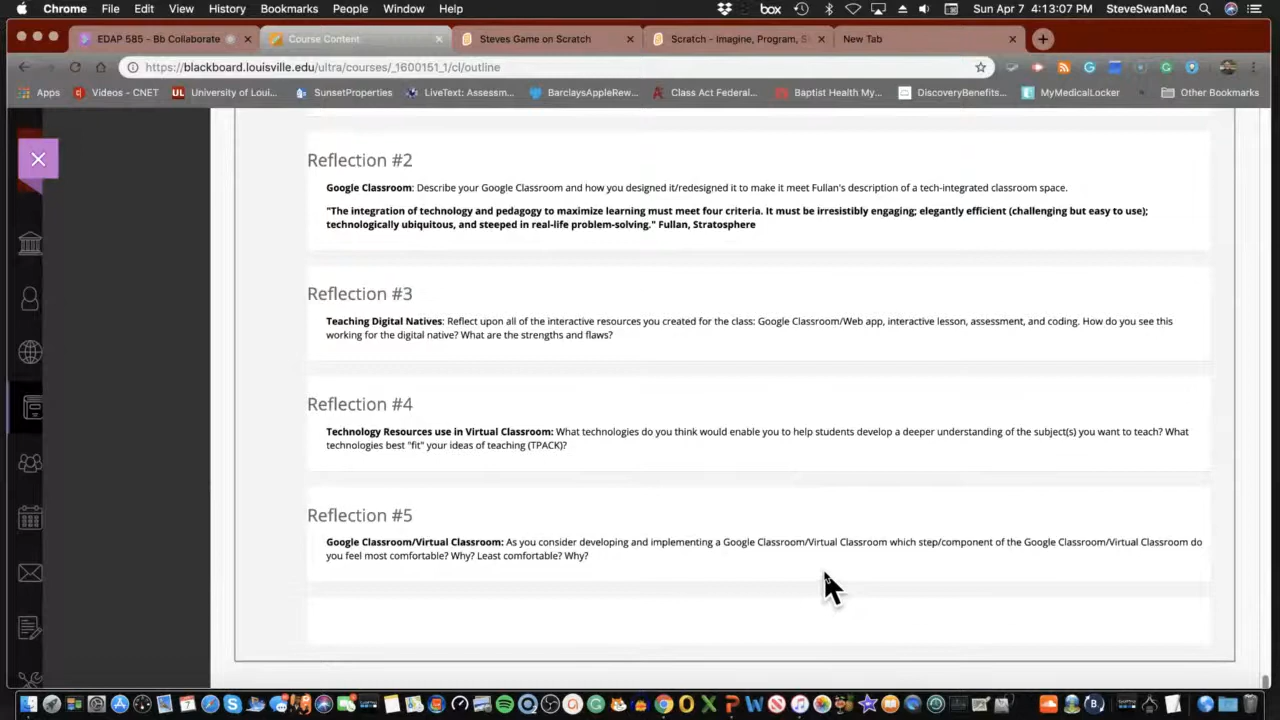 Chrome File Edit View History Bookmarks People Window Help box Sun Apr 7 4:13:07 PM SteveSwanMac
EDAP 585 - Bb Collaborate Course Content Steves Game on Scratch Scratch - Imagine, Program, S New Tab
https://blackboard.louisville.edu/ultra/courses/_1600151_1/cl/outline
Apps Videos - CNET University of Loui... SunsetProperties LiveText: Assessm... BarclaysAppleRew... Class Act Federal... Baptist Health My... DiscoveryBenefits... MyMedicalLocker Other Bookmarks
Reflection #2
Google Classroom: Describe your Google Classroom and how you designed it/redesigned it to make it meet Fullan's description of a tech-integrated classroom space.
"The integration of technology and pedagogy to maximize learning must meet four criteria. It must be irresistibly engaging; elegantly efficient (challenging but easy to use);
technologically ubiquitous, and steeped in real-life problem-solving." Fullan, Stratosphere
Reflection #3
Teaching Digital Natives: Reflect upon all of the interactive resources you created for the class: Google Classroom/Web app, interactive lesson, assessment, and coding. How do you see this
working for the digital native? What are the strengths and flaws?
Reflection #4
Technology Resources use in Virtual Classroom: What technologies do you think would enable you to help students develop a deeper understanding of the subject(s) you want to teach? What
technologies best "fit" your ideas of teaching (TPACK)?
Reflection #5
Google Classroom/Virtual Classroom: As you consider developing and implementing a Google Classroom/Virtual Classroom which step/component of the Google Classroom/Virtual Classroom do
you feel most comfortable? Why? Least comfortable? Why?